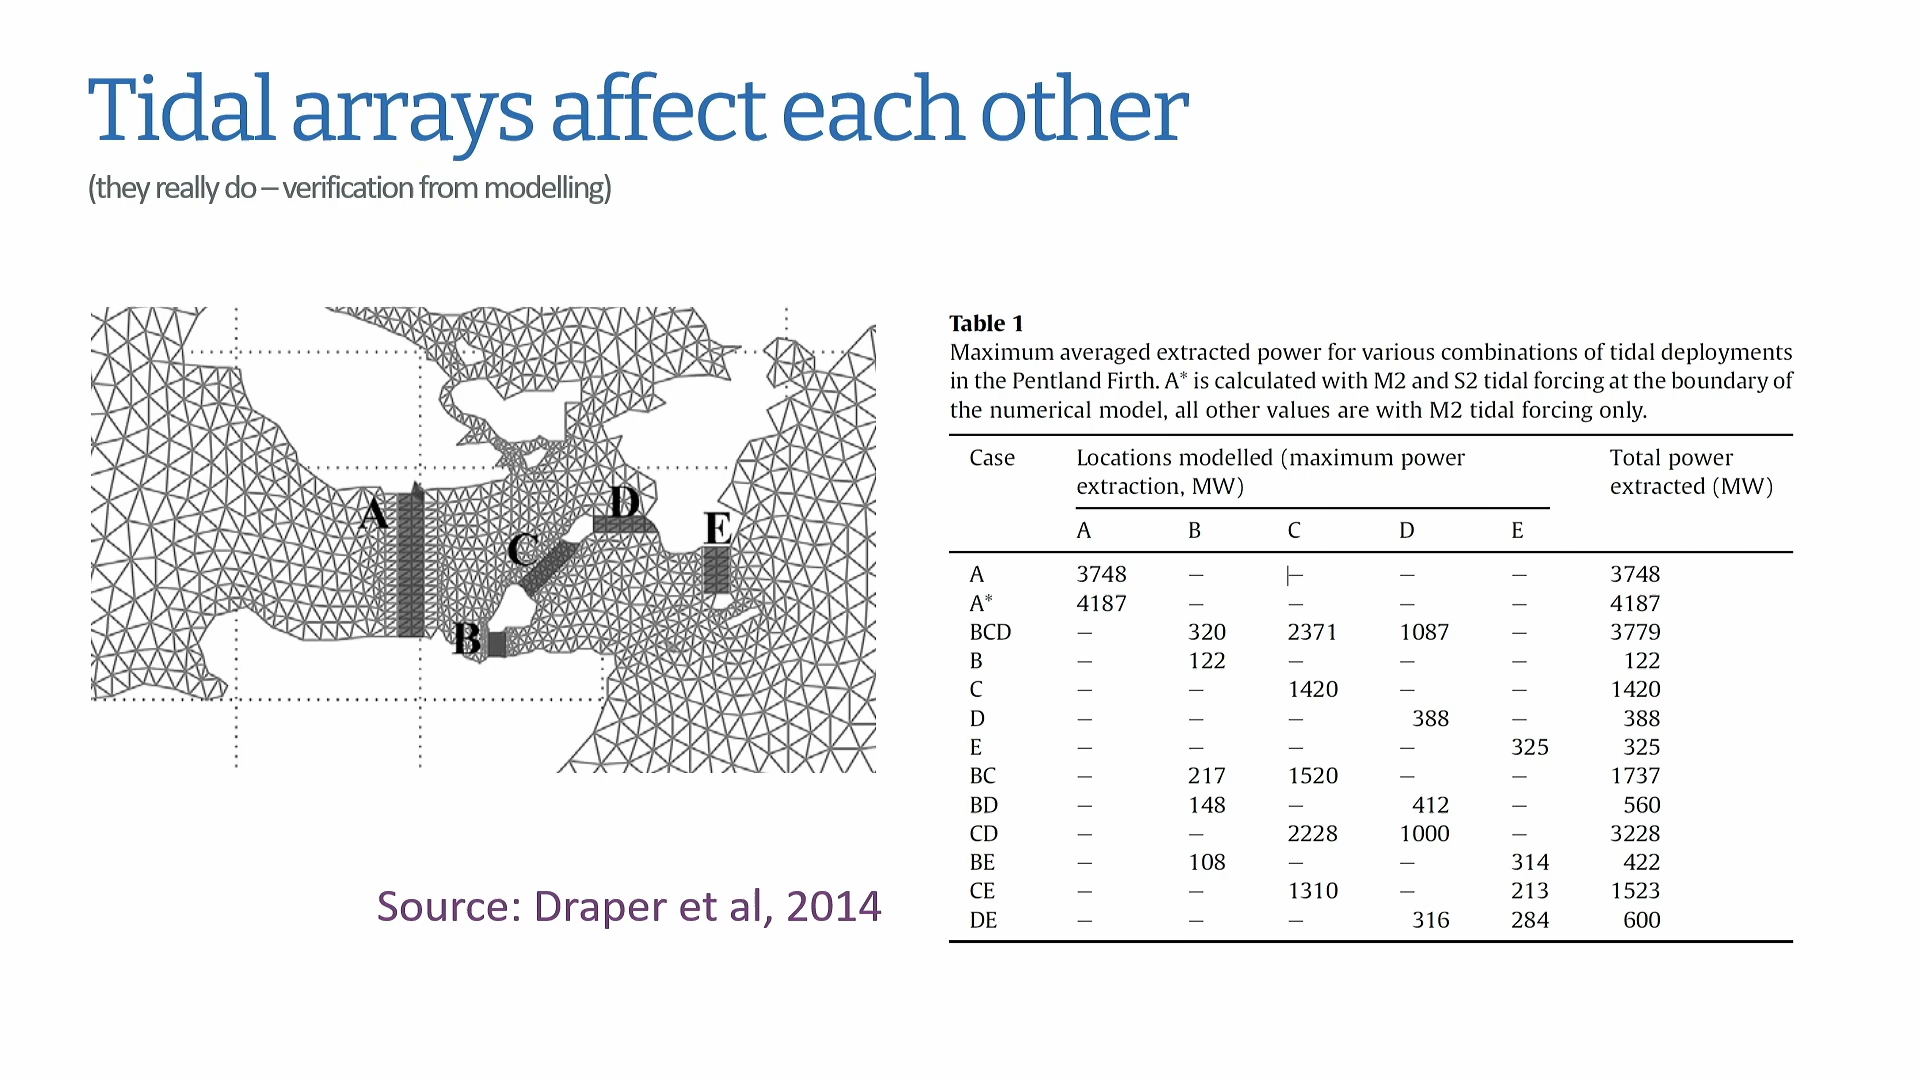 Tidal arrays affect each other
(they really do – verification from modelling)
A
D
E
C
B
Source: Draper et al, 2014
Table 1
Maximum averaged extracted power for various combinations of tidal deployments
in the Pentland Firth. A* is calculated with M2 and S2 tidal forcing at the boundary of
the numerical model, all other values are with M2 tidal forcing only.
Case Locations modelled (maximum power Total power
extraction, MW) extracted (MW)
A B C D E
A 3748 – – – – 3748
A* 4187 – – – – 4187
BCD – 320 2371 1087 – 3779
B – 122 – – – 122
C – – 1420 – – 1420
D – – – 388 – 388
E – – – – 325 325
BC – 217 1520 – – 1737
BD – 148 – 412 – 560
CD – – 2228 1000 – 3228
BE – 108 – – 314 422
CE – – 1310 – 213 1523
DE – – – 316 284 600